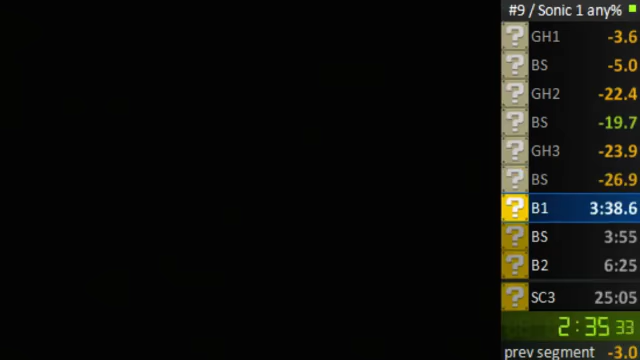 #9 / Sonic 1 any%
GH1 -3.6
BS -5.0
GH2 -22.4
BS -19.7
GH3 -23.9
BS -26.9
B1 3:38.6
BS 3:55
B2 6:25
SC3 25:05
2:35 33
prev segment -3.0